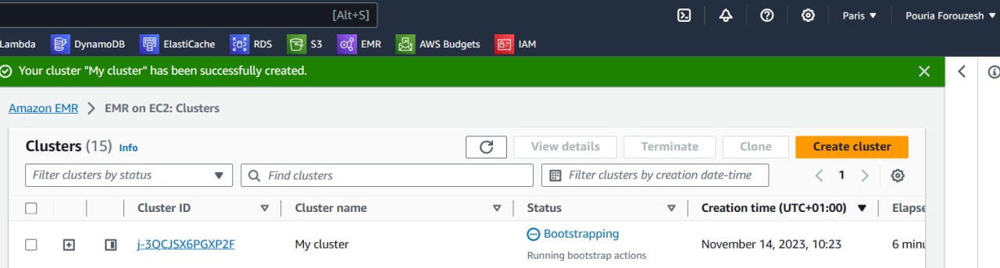 [Alt+S] Paris Pouria Forouzesh
Lambda DynamoDB ElastiCache RDS S3 EMR AWS Budgets IAM
Your cluster "My cluster" has been successfully created.
Amazon EMR EMR on EC2: Clusters
Clusters (15) Info View details Terminate Clone Create cluster
Filter clusters by status Find clusters Filter clusters by creation date-time 1
Cluster ID Cluster name Status Creation time (UTC+01:00) Elapse
j-3QCJSX6PGXP2F My cluster Bootstrapping November 14, 2023, 10:23 6 minu
Running bootstrap actions